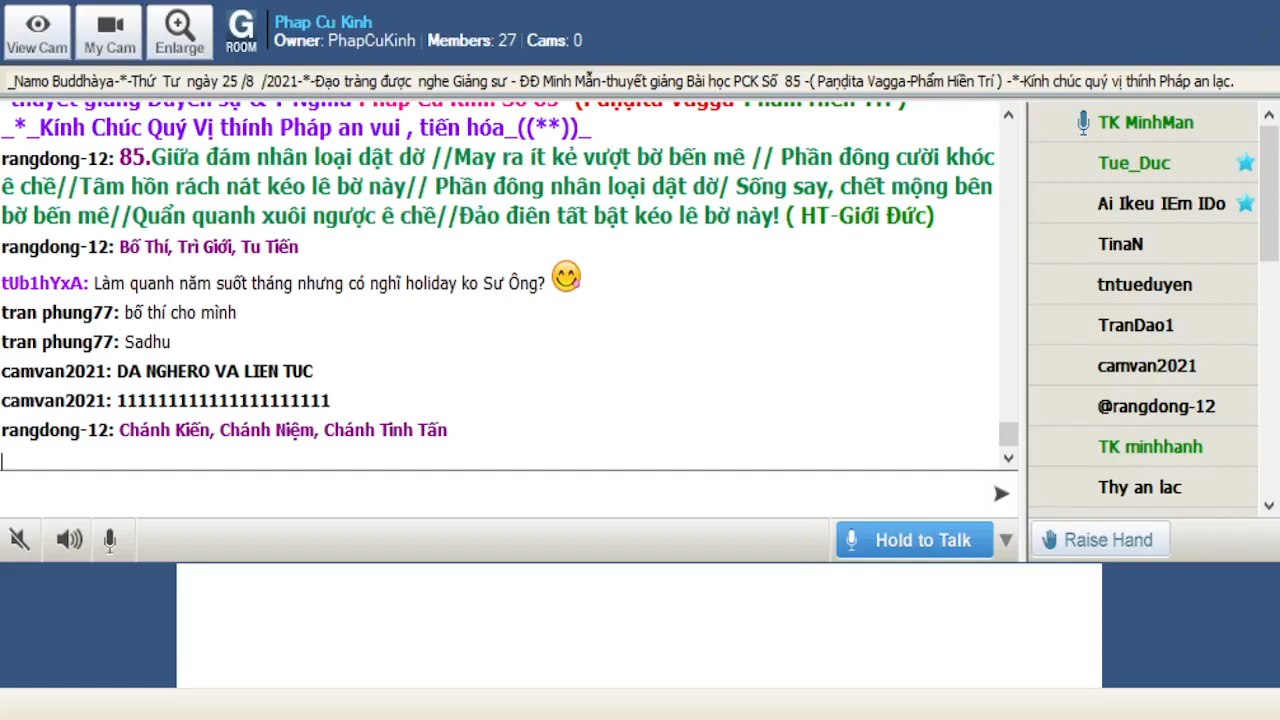 View Cam
My Cam
Enlarge
G
ROOM
Phap Cu Kinh
Owner: PhapCuKinh | Members: 27 | Cams: 0
_Namo Buddhàya-*-Thứ Tư ngày 25 /8 /2021-*-Đạo tràng được nghe Giảng sư - ĐĐ Minh Mẫn-thuyết giảng Bài học PCK Số 85 -( Paṇḍita Vagga-Phẩm Hiền Trí ) -*-Kính chúc quý vị thính Pháp an lạc.
_*_Kính Chúc Quý Vị thính Pháp an vui , tiến hóa_((**))_
rangdong-12: 85.Giữa đám nhân loại dật dờ //May ra ít kẻ vượt bờ bến mê // Phần đông cười khóc
ê chề//Tâm hồn rách nát kéo lê bờ này// Phần đông nhân loại dật dờ/ Sống say, chết mộng bên
bờ bến mê//Quẩn quanh xuôi ngược ê chề//Đảo điên tất bật kéo lê bờ này! ( HT-Giới Đức)
rangdong-12: Bố Thí, Trì Giới, Tu Tiến
tUb1hYxA: Làm quanh năm suốt tháng nhưng có nghĩ holiday ko Sư Ông?
tran phung77: bố thí cho mình
tran phung77: Sadhu
camvan2021: DA NGHERO VA LIEN TUC
camvan2021: 111111111111111111111
rangdong-12: Chánh Kiến, Chánh Niệm, Chánh Tinh Tấn
TK MinhMan
Tue_Duc
Ai Ikeu IEm IDo
TinaN
tntueduyen
TranDao1
camvan2021
@rangdong-12
TK minhhanh
Thy an lac
Hold to Talk
Raise Hand